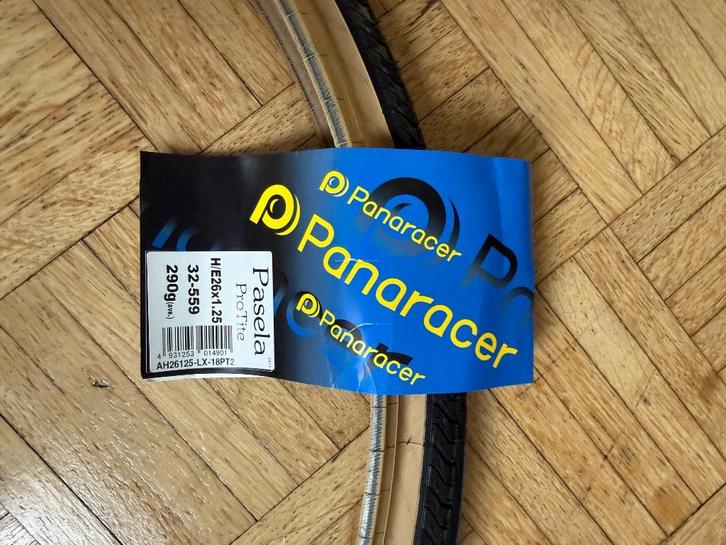 Panaracer
Panaracer
Panaracer
Pasela
ProTite
H/E26x1.25
32-559
290g(ave.)
4 931253 014901
AH26125-LX-18PT2